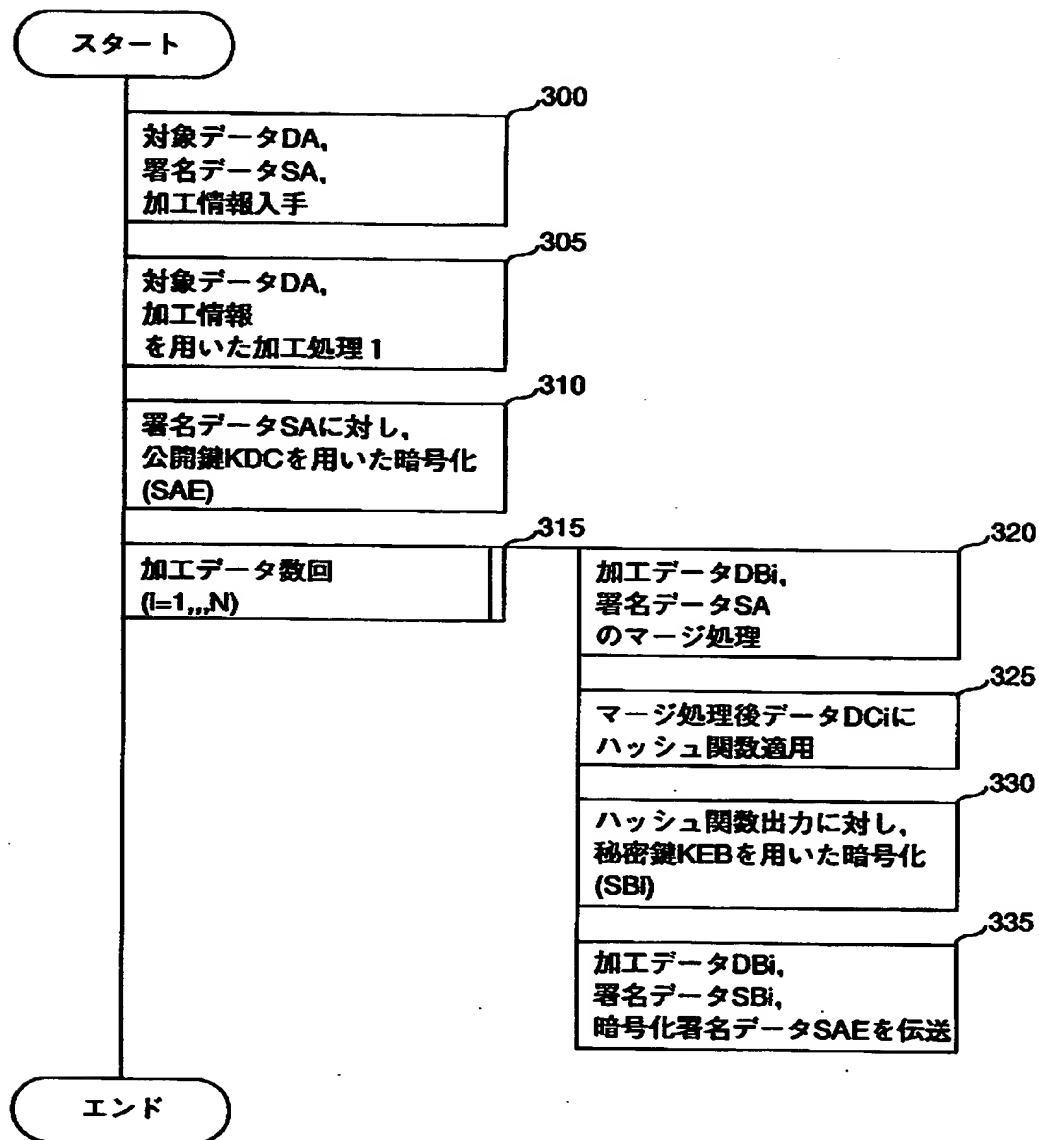 スタート
300
対象データDA,
署名データSA,
加工情報入手
305
対象データDA,
加工情報
を用いた加工処理1
310
署名データSAに対し,
公開鍵KDCを用いた暗号化
(SAE)
315
加工データ数回
(i=1,,,N)
320
加工データDBi,
署名データSA
のマージ処理
325
マージ処理後データDCiに
ハッシュ関数適用
330
ハッシュ関数出力に対し,
秘密鍵KEBを用いた暗号化
(SBi)
335
加工データDBi,
署名データSBi,
暗号化署名データSAEを伝送
エンド